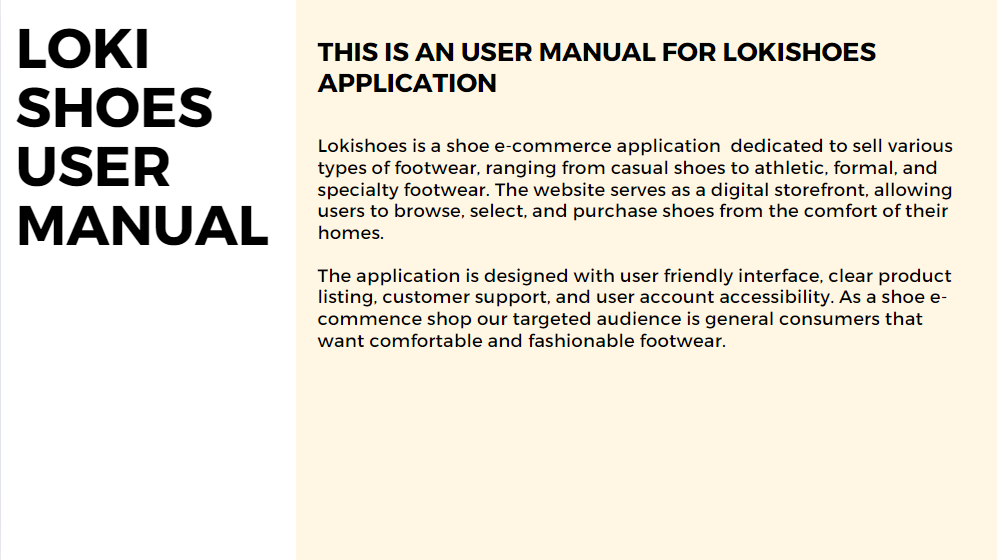 LOKI
SHOES
USER
MANUAL
THIS IS AN USER MANUAL FOR LOKISHOES
APPLICATION
Lokishoes is a shoe e-commerce application  dedicated to sell various
types of footwear, ranging from casual shoes to athletic, formal, and
specialty footwear. The website serves as a digital storefront, allowing
users to browse, select, and purchase shoes from the comfort of their
homes.
The application is designed with user friendly interface, clear product
listing, customer support, and user account accessibility. As a shoe e-
commence shop our targeted audience is general consumers that
want comfortable and fashionable footwear.